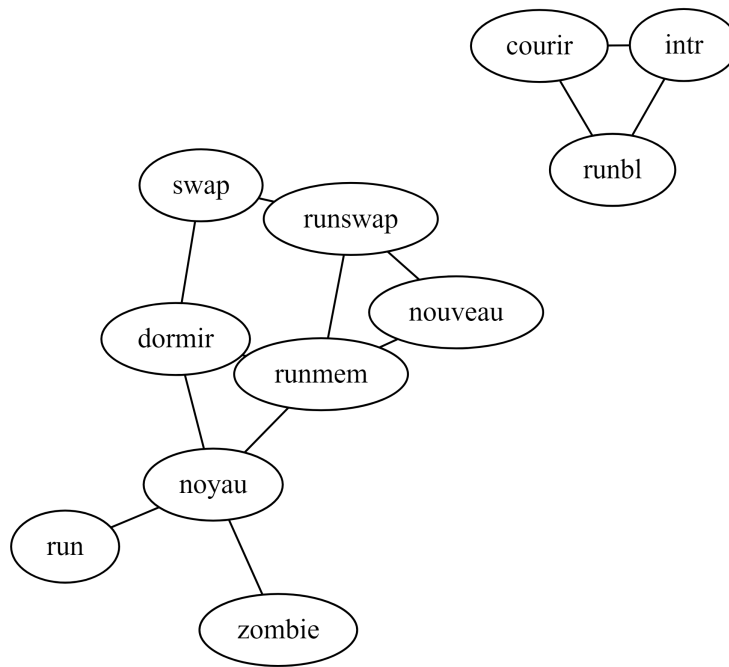 courir
intr
runbl
swap
runswap
nouveau
dormir
runmem
noyau
run
zombie